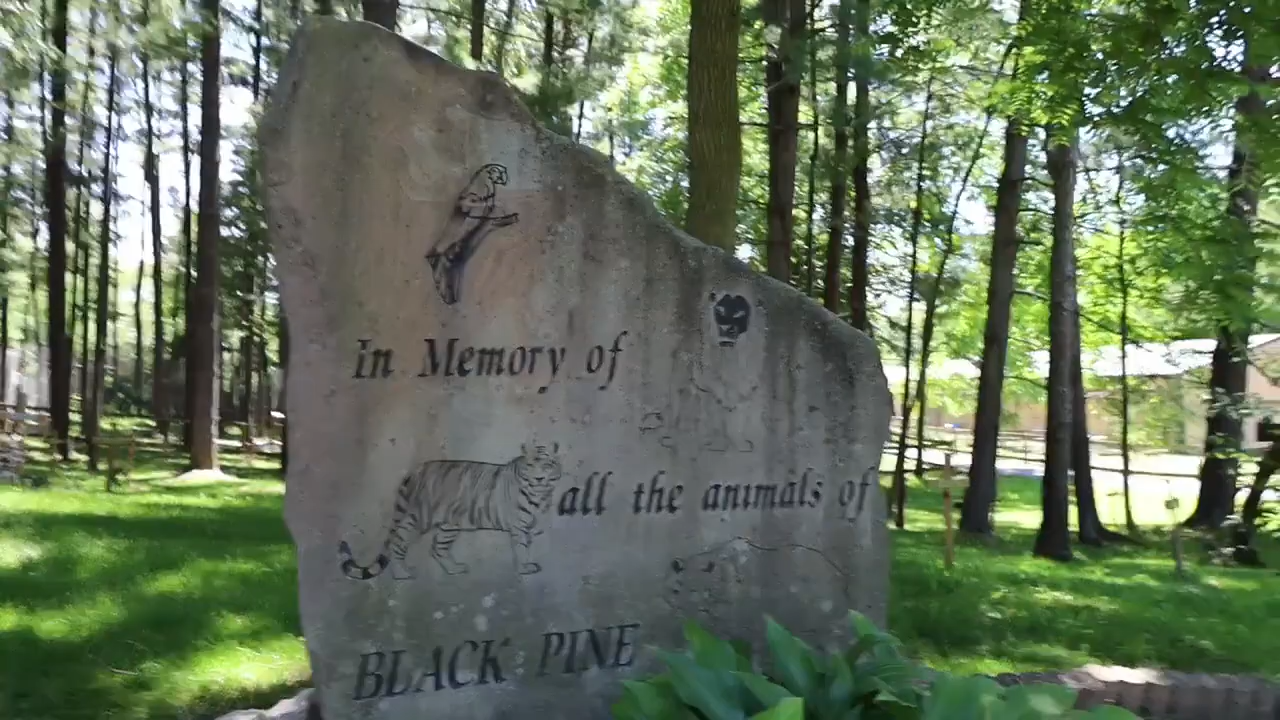 In Memory of
all the animals of
BLACK PINE